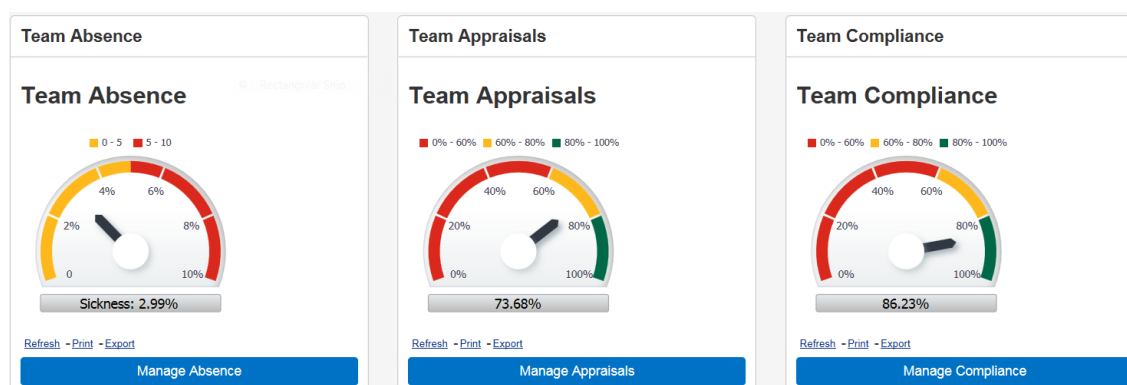 Team Absence
Team Absence
Rectangular Snip
0 - 5 5 - 10
4% 6%
2% 8%
0 10%
Sickness: 2.99%
Refresh - Print - Export
Manage Absence
Team Appraisals
Team Appraisals
0% - 60% 60% - 80% 80% - 100%
40% 60%
20% 80%
0% 100%
73.68%
Refresh - Print - Export
Manage Appraisals
Team Compliance
Team Compliance
0% - 60% 60% - 80% 80% - 100%
40% 60%
20% 80%
0% 100%
86.23%
Refresh - Print - Export
Manage Compliance